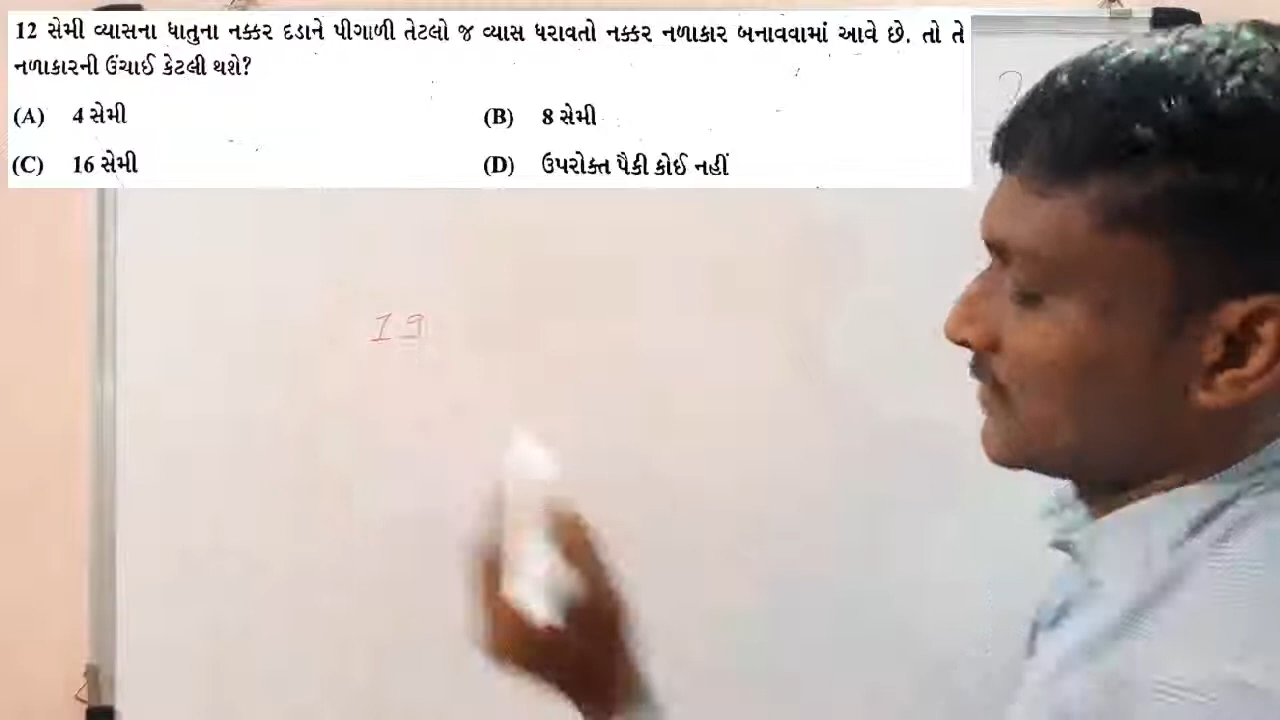 12 સેમી વ્યાસના ધાતુના નક્કર દડાને પીગાળી તેટલો જ વ્યાસ ધરાવતો નક્કર નળાકાર બનાવવામાં આવે છે. તો તે
નળાકારની ઉંચાઈ કેટલી થશે?
(A) 4 સેમી (B) 8 સેમી
(C) 16 સેમી (D) ઉપરોક્ત પૈકી કોઈ નહીં
19